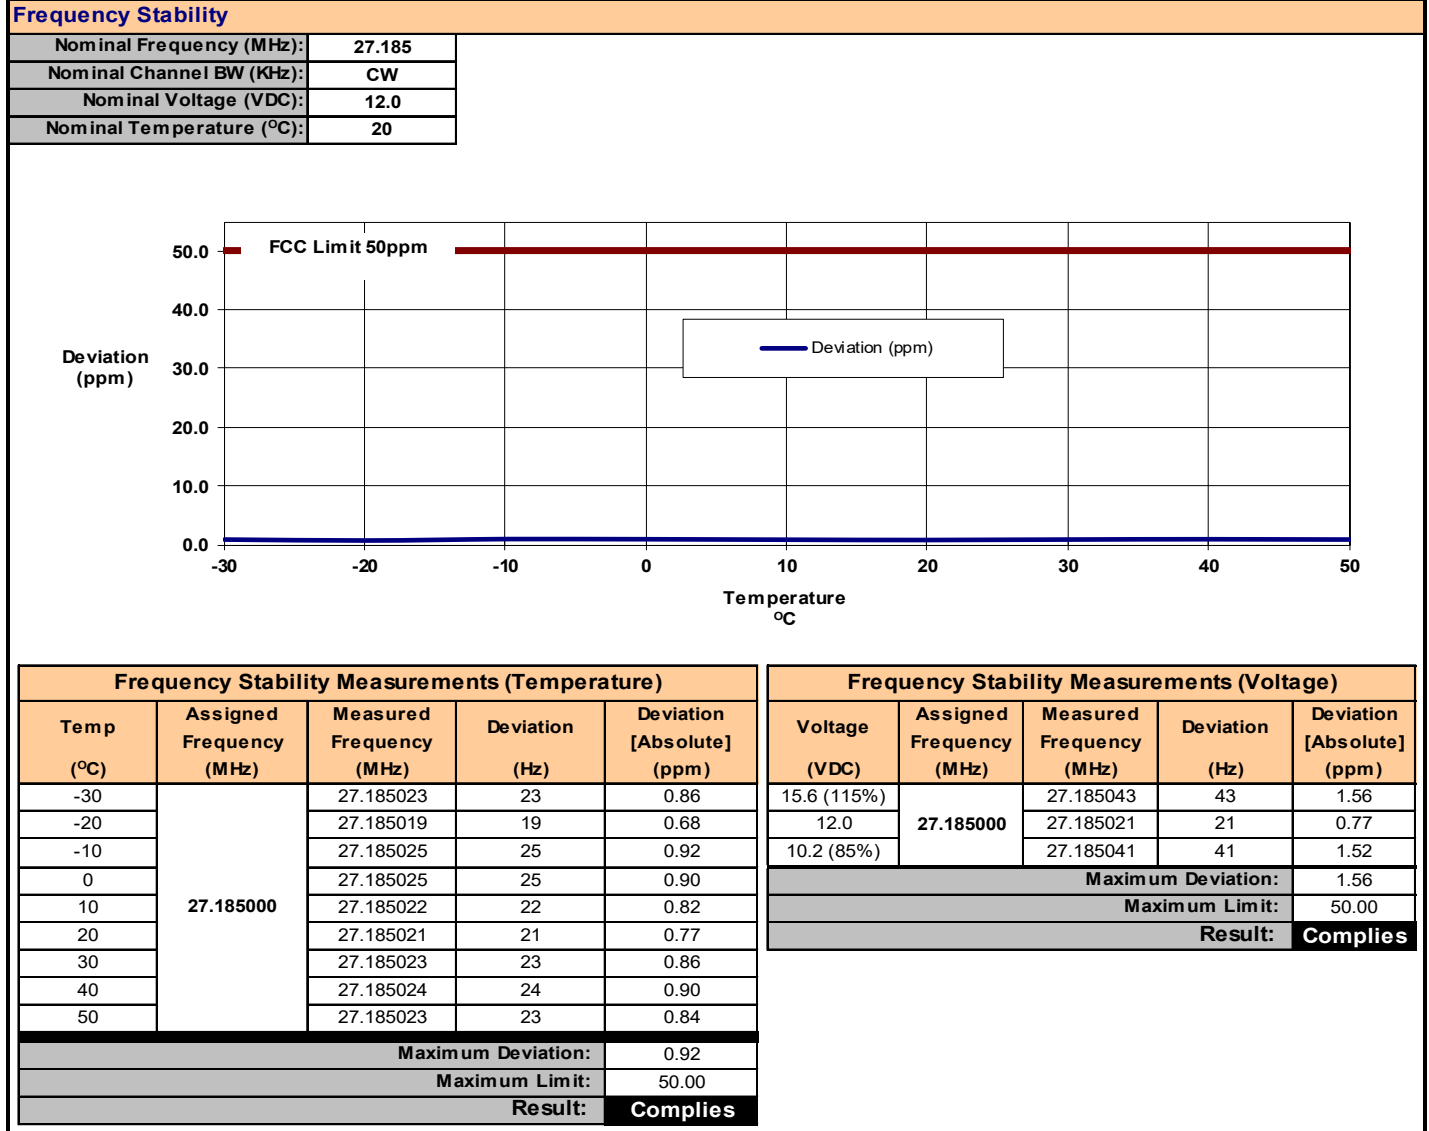 Frequency Stability
Nominal Frequency (MHz): 27.185
Nominal Channel BW (KHz): CW
Nominal Voltage (VDC): 12.0
Nominal Temperature (ᴼC): 20
FCC Limit 50ppm
50.0
40.0
30.0
20.0
10.0
0.0
Deviation
(ppm)
Deviation (ppm)
-30 -20 -10 0 10 20 30 40 50
Temperature
ᴼC
Frequency Stability Measurements (Temperature)
Temp Assigned Measured Deviation Deviation
Frequency Frequency [Absolute]
(ᴼC) (MHz) (MHz) (Hz) (ppm)
-30 27.185023 23 0.86
-20 27.185019 19 0.68
-10 27.185025 25 0.92
0 27.185025 25 0.90
10 27.185000 27.185022 22 0.82
20 27.185021 21 0.77
30 27.185023 23 0.86
40 27.185024 24 0.90
50 27.185023 23 0.84
Maximum Deviation: 0.92
Maximum Limit: 50.00
Result: Complies
Frequency Stability Measurements (Voltage)
Voltage Assigned Measured Deviation Deviation
Frequency Frequency [Absolute]
(VDC) (MHz) (MHz) (Hz) (ppm)
15.6 (115%) 27.185043 43 1.56
12.0 27.185000 27.185021 21 0.77
10.2 (85%) 27.185041 41 1.52
Maximum Deviation: 1.56
Maximum Limit: 50.00
Result: Complies